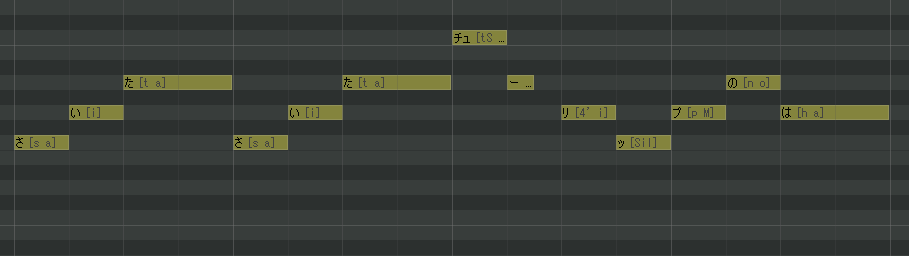 チュ [tS ...
た [t a] た [t a] ー ... の [n o]
い [i] い [i] リ [4' i] プ [p M] は [h a]
さ [s a] さ [s a] ッ [Sil]